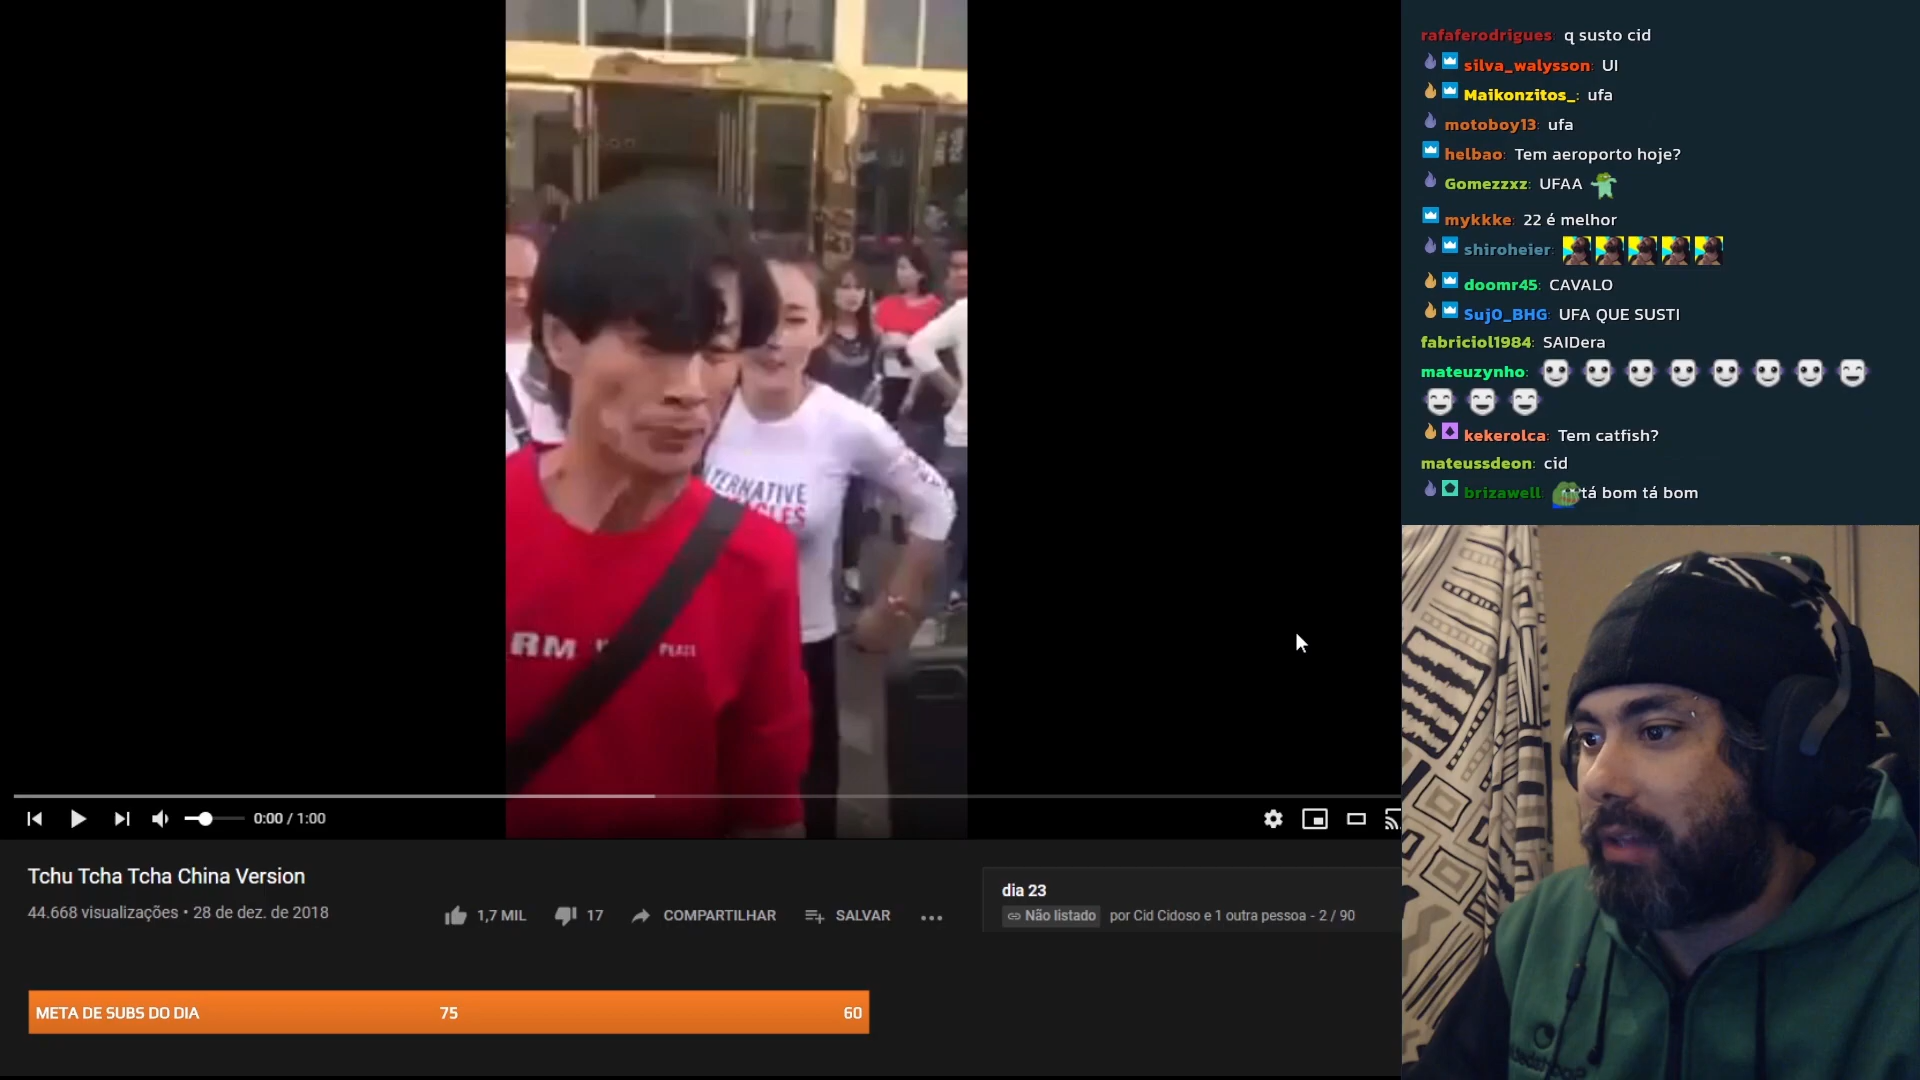 TERNATIVE
CLES
RM
PLACE
0:00 / 1:00
Tchu Tcha Tcha China Version
44.668 visualizações • 28 de dez. de 2018
1,7 MIL
17
COMPARTILHAR
SALVAR
dia 23
Não listado por Cid Cidoso e 1 outra pessoa - 2 / 90
META DE SUBS DO DIA 75 60
rafaferodrigues: q susto cid
silva_walysson: UI
Maikonzitos_: ufa
motoboy13: ufa
helbao: Tem aeroporto hoje?
Gomezzxz: UFAA
mykkke: 22 é melhor
shiroheier:
doomr45: CAVALO
Suj0_BHG: UFA QUE SUSTI
fabriciol1984: SAIDera
mateuzynho:
kekerolca: Tem catfish?
mateussdeon: cid
brizawell: tá bom tá bom